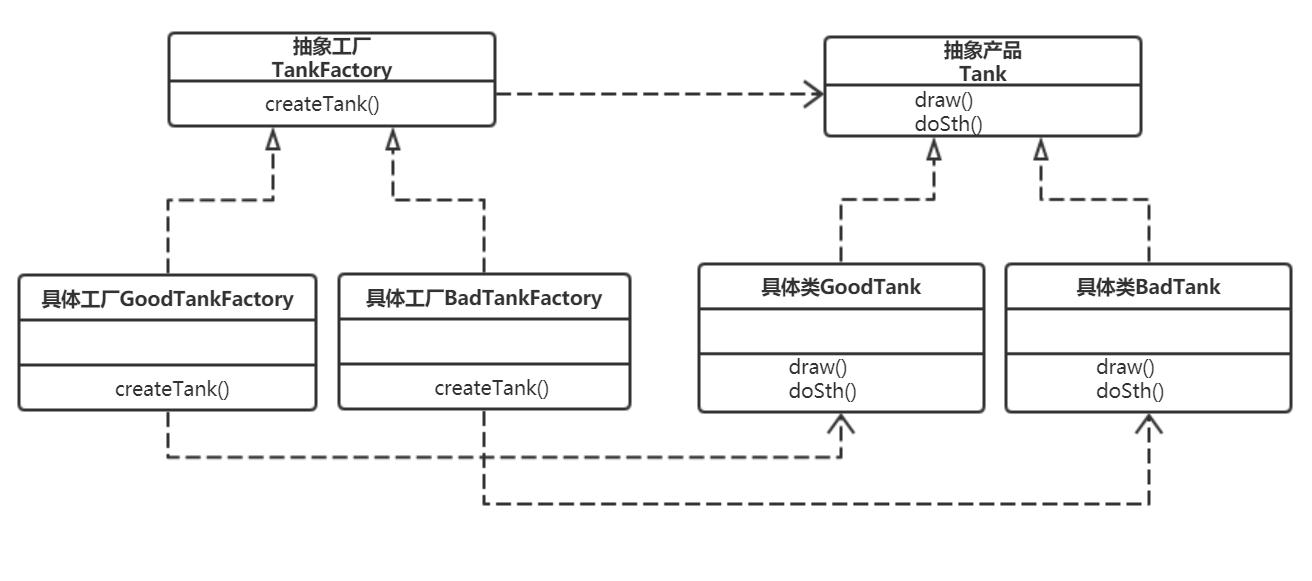 抽象工厂
TankFactory
createTank()
抽象产品
Tank
draw()
doSth()
具体工厂GoodTankFactory
createTank()
具体工厂BadTankFactory
createTank()
具体类GoodTank
draw()
doSth()
具体类BadTank
draw()
doSth()